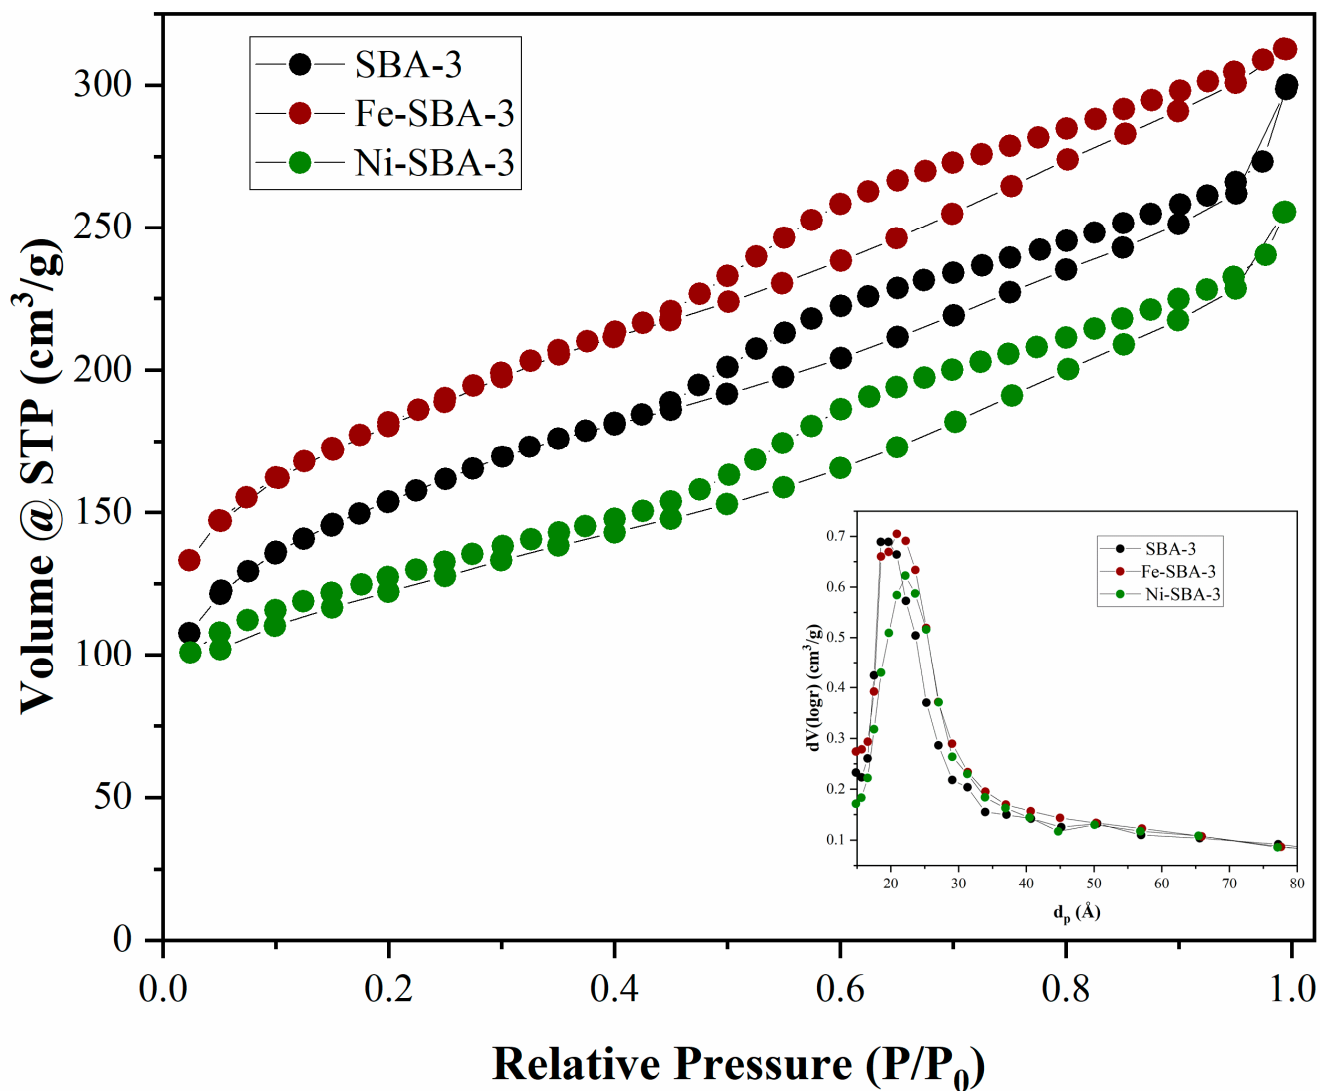 SBA-3
Fe-SBA-3
Ni-SBA-3
300
250
200
150
100
50
0
Volume @ STP (cm³/g)
0.0 0.2 0.4 0.6 0.8 1.0
Relative Pressure (P/P₀)
SBA-3
Fe-SBA-3
Ni-SBA-3
0.7
0.6
0.5
0.4
0.3
0.2
0.1
dV(logr) (cm³/g)
20 30 40 50 60 70 80
dₚ (Å)